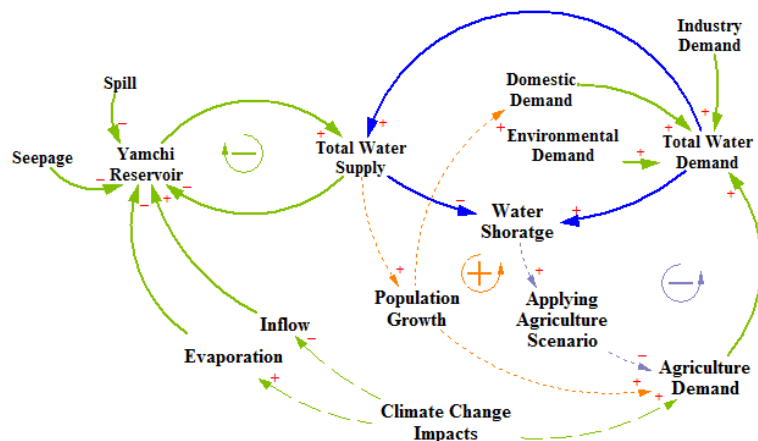 Industry
Demand
Domestic
Demand
Spill
+
+
+
+
Environmental
Demand
+
Total Water
Demand
−
Seepage
Yamchi
Reservoir
−
+
Total Water
Supply
+
−
−
+
−
−
Water
Shoratge
+
+
+
+
−
Population
Growth
Applying
Agriculture
Scenario
Inflow
−
Evaporation
+
−
+
+
Agriculture
Demand
Climate Change
Impacts